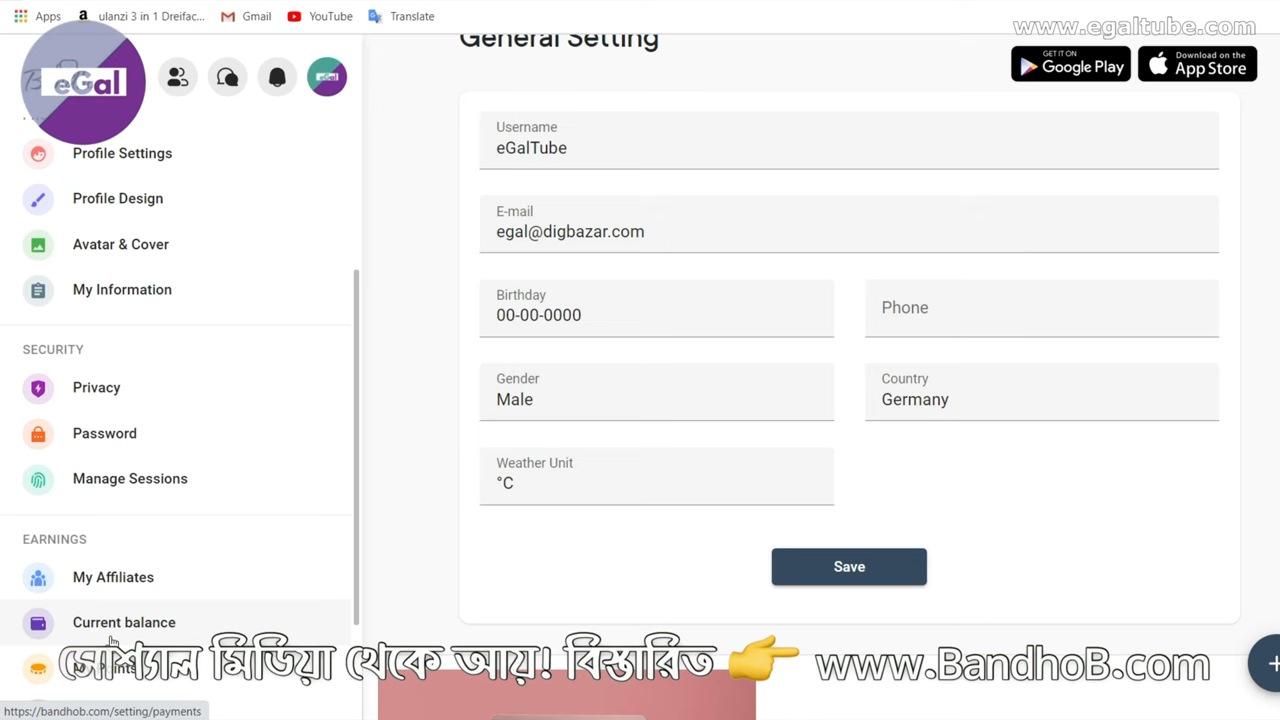 Apps
ulanzi 3 in 1 Dreifac...
Gmail
YouTube
Translate
www.egaltube.com
eGal
General Setting
GET IT ON
Google Play
Download on the
App Store
Username
eGalTube
E-mail
egal@digbazar.com
Birthday
00-00-0000
Phone
Gender
Male
Country
Germany
Weather Unit
°C
Save
Profile Settings
Profile Design
Avatar & Cover
My Information
SECURITY
Privacy
Password
Manage Sessions
EARNINGS
My Affiliates
Current balance
My Points
সোশ্যাল মিডিয়া থেকে আয়! বিস্তারিত 👉 www.BandhoB.com
https://bandhob.com/setting/payments